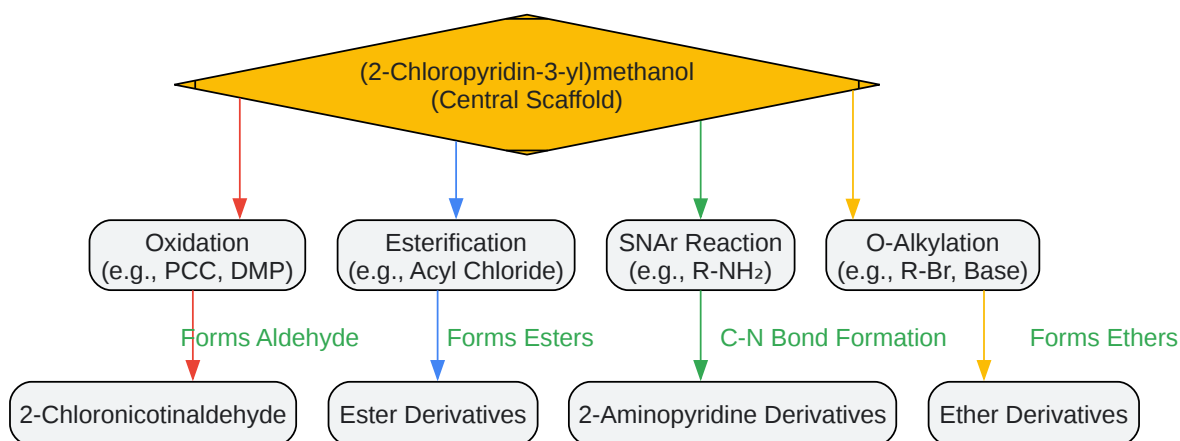 (2-Chloropyridin-3-yl)methanol
(Central Scaffold)
Oxidation
(e.g., PCC, DMP)
Esterification
(e.g., Acyl Chloride)
SNAr Reaction
(e.g., R-NH₂)
O-Alkylation
(e.g., R-Br, Base)
Forms Aldehyde
Forms Esters
C-N Bond Formation
Forms Ethers
2-Chloronicotinaldehyde
Ester Derivatives
2-Aminopyridine Derivatives
Ether Derivatives